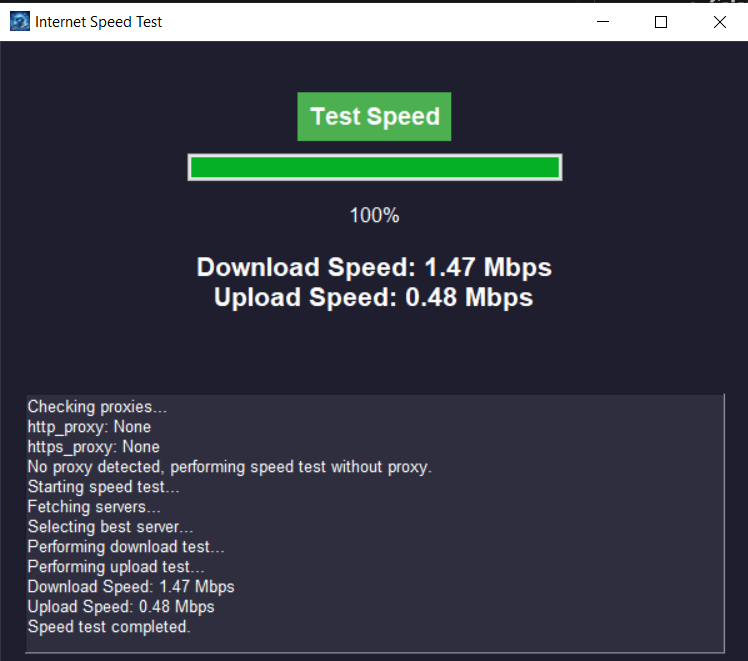 Internet Speed Test
Test Speed
100%
Download Speed: 1.47 Mbps
Upload Speed: 0.48 Mbps
Checking proxies...
http_proxy: None
https_proxy: None
No proxy detected, performing speed test without proxy.
Starting speed test...
Fetching servers...
Selecting best server...
Performing download test...
Performing upload test...
Download Speed: 1.47 Mbps
Upload Speed: 0.48 Mbps
Speed test completed.